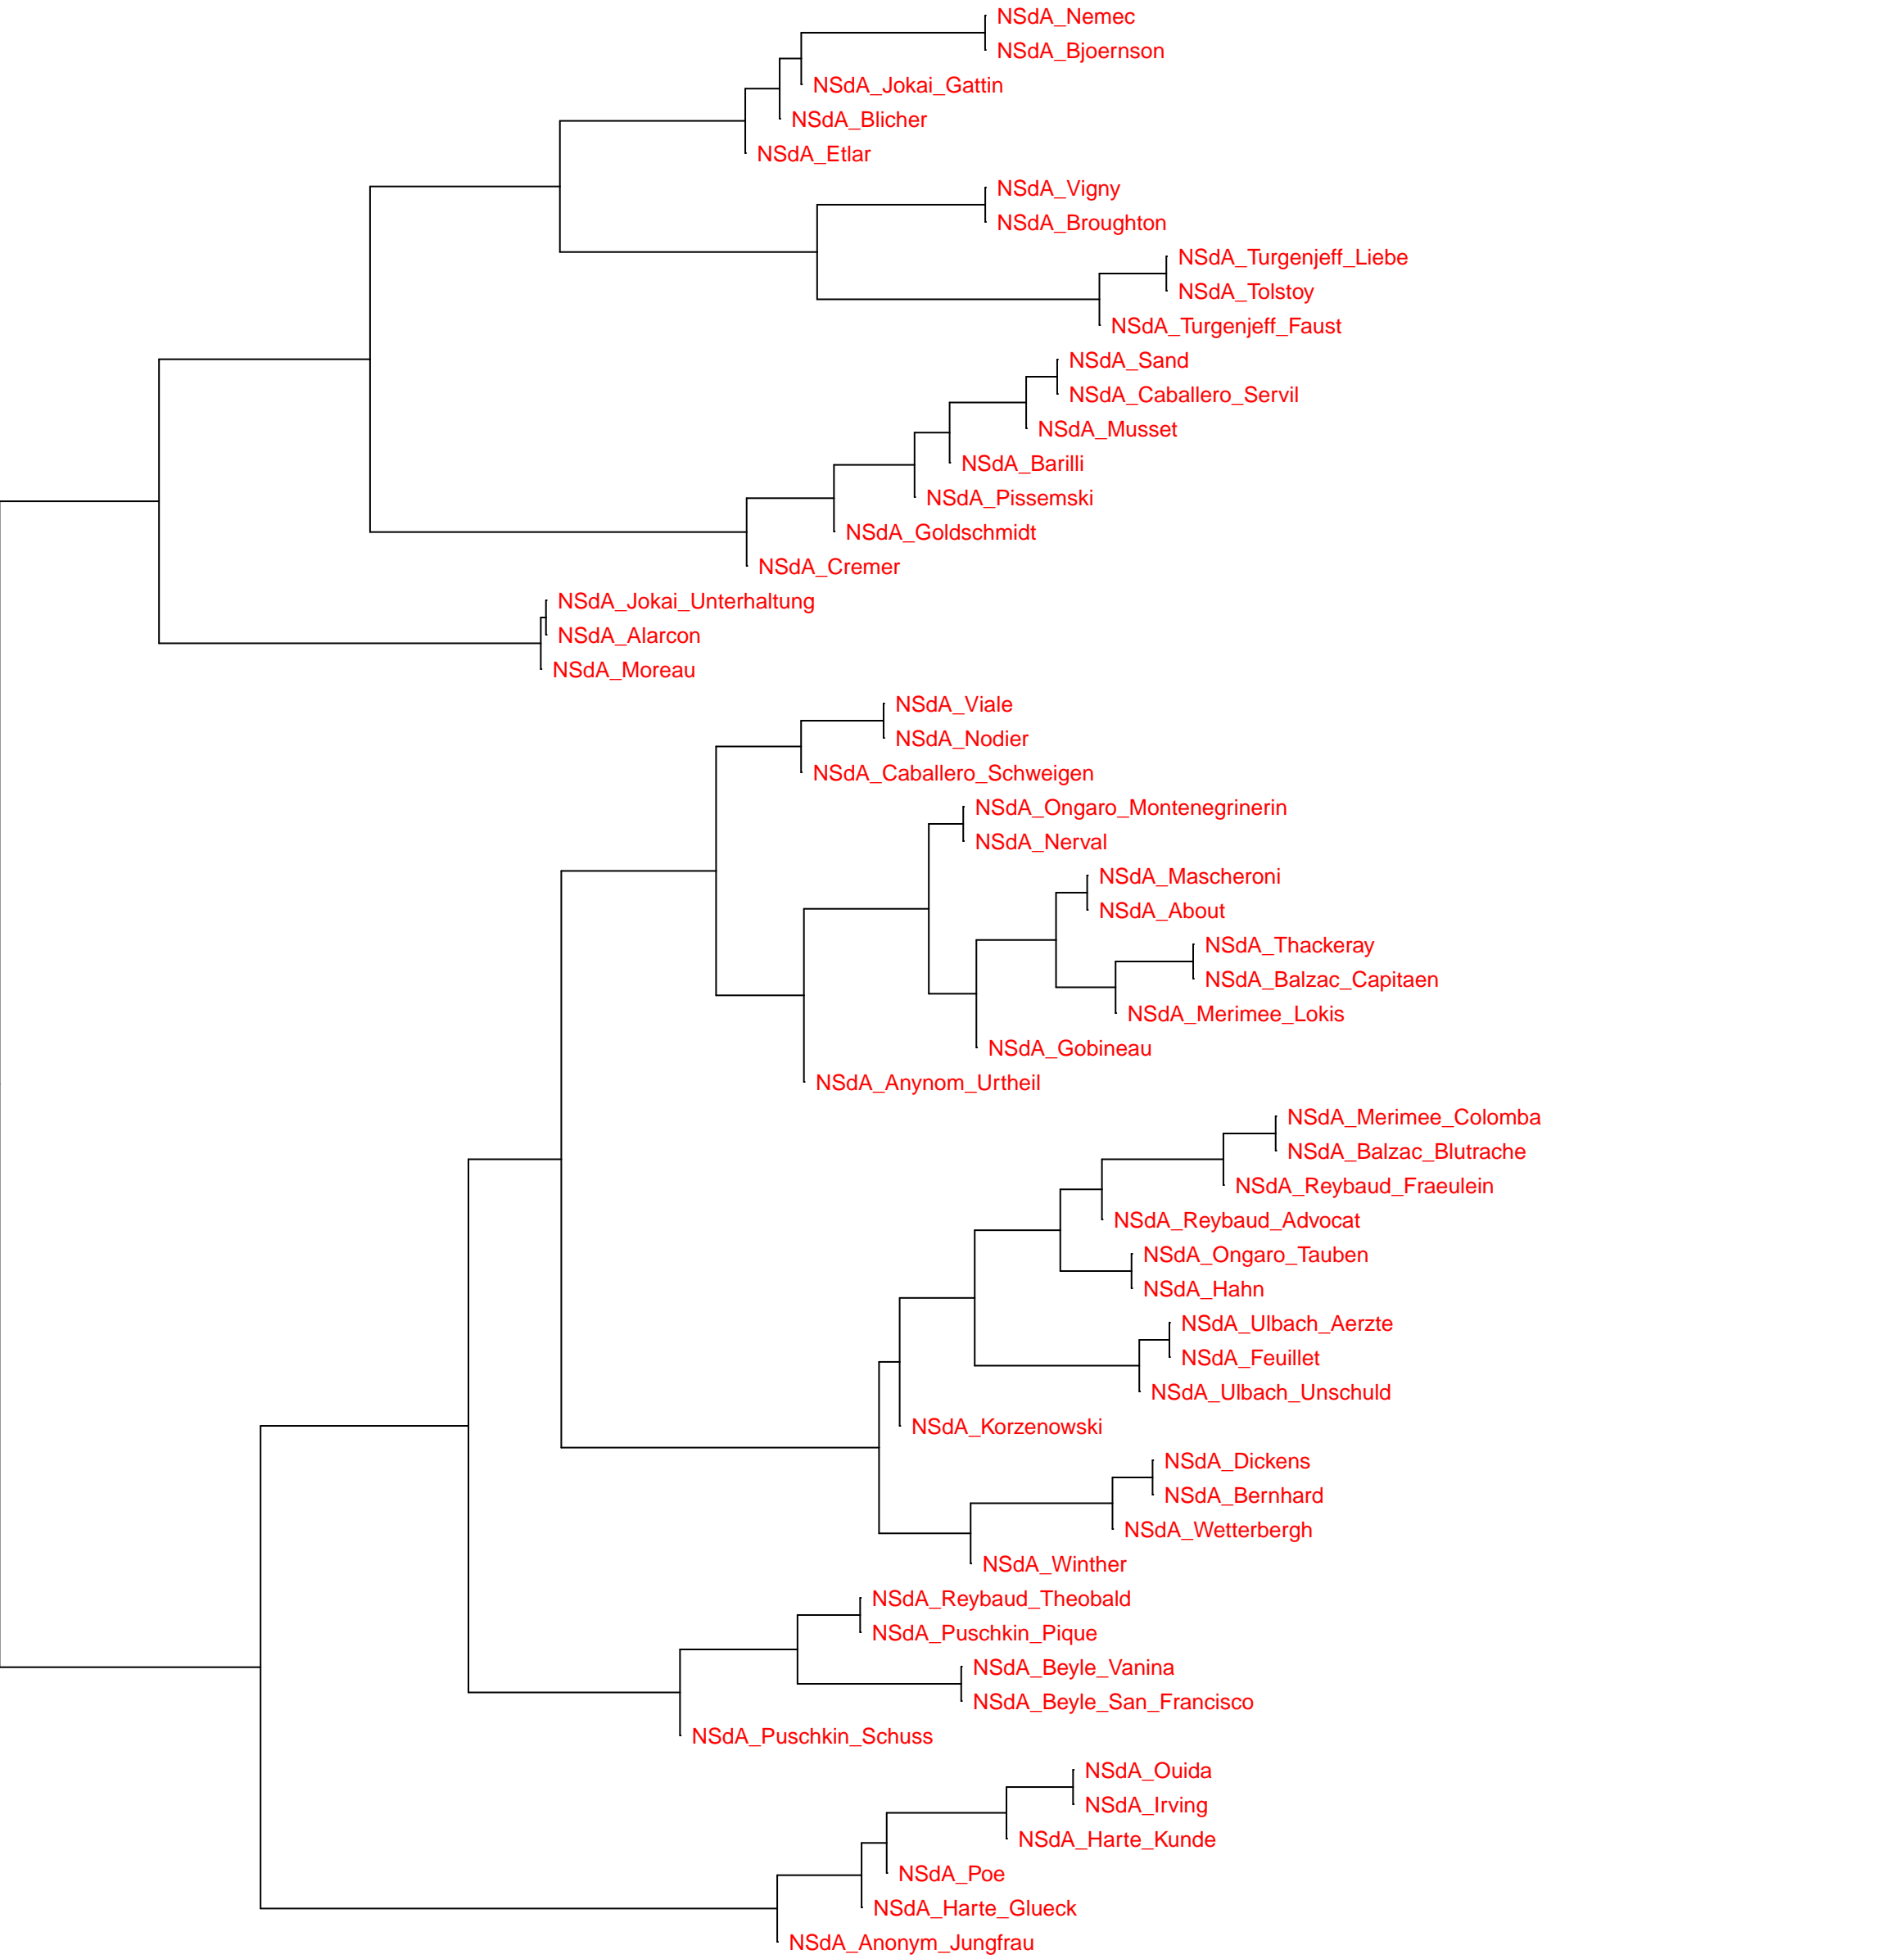 NSdA_Nemec
NSdA_Bjoernson
NSdA_Jokai_Gattin
NSdA_Blicher
NSdA_Etlar
NSdA_Vigny
NSdA_Broughton
NSdA_Turgenjeff_Liebe
NSdA_Tolstoy
NSdA_Turgenjeff_Faust
NSdA_Sand
NSdA_Caballero_Servil
NSdA_Musset
NSdA_Barilli
NSdA_Pissemski
NSdA_Goldschmidt
NSdA_Cremer
NSdA_Jokai_Unterhaltung
NSdA_Alarcon
NSdA_Moreau
NSdA_Viale
NSdA_Nodier
NSdA_Caballero_Schweigen
NSdA_Ongaro_Montenegrinerin
NSdA_Nerval
NSdA_Mascheroni
NSdA_About
NSdA_Thackeray
NSdA_Balzac_Capitaen
NSdA_Merimee_Lokis
NSdA_Gobineau
NSdA_Anynom_Urtheil
NSdA_Merimee_Colomba
NSdA_Balzac_Blutrache
NSdA_Reybaud_Fraeulein
NSdA_Reybaud_Advocat
NSdA_Ongaro_Tauben
NSdA_Hahn
NSdA_Ulbach_Aerzte
NSdA_Feuillet
NSdA_Ulbach_Unschuld
NSdA_Korzenowski
NSdA_Dickens
NSdA_Bernhard
NSdA_Wetterbergh
NSdA_Winther
NSdA_Reybaud_Theobald
NSdA_Puschkin_Pique
NSdA_Beyle_Vanina
NSdA_Beyle_San_Francisco
NSdA_Puschkin_Schuss
NSdA_Ouida
NSdA_Irving
NSdA_Harte_Kunde
NSdA_Poe
NSdA_Harte_Glueck
NSdA_Anonym_Jungfrau